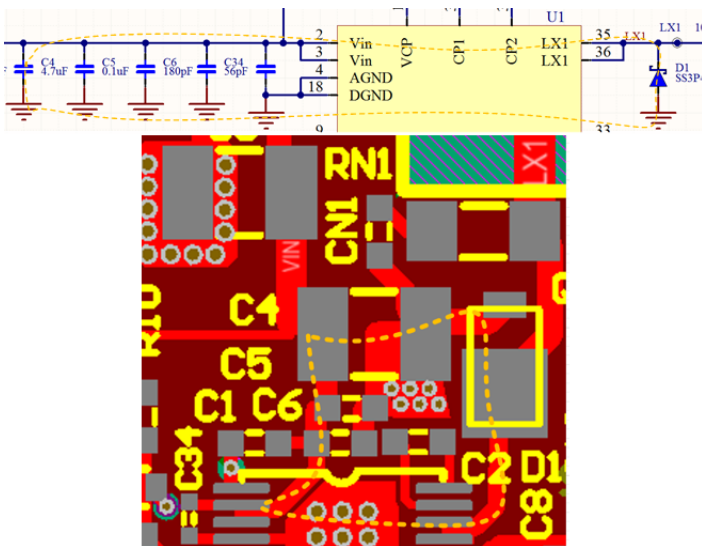 U1
2 Vin VCP CP1 CP2 LX1 35 LX1 LX1
3 Vin LX1 36
C4 C5 C6 C34 D1
4.7uF 0.1uF 180pF 56pF 4 AGND
18 DGND
9 33
RN1 LX1
CN1
VIN
C4
C5
C1 C6
C34 C2 D1
C8